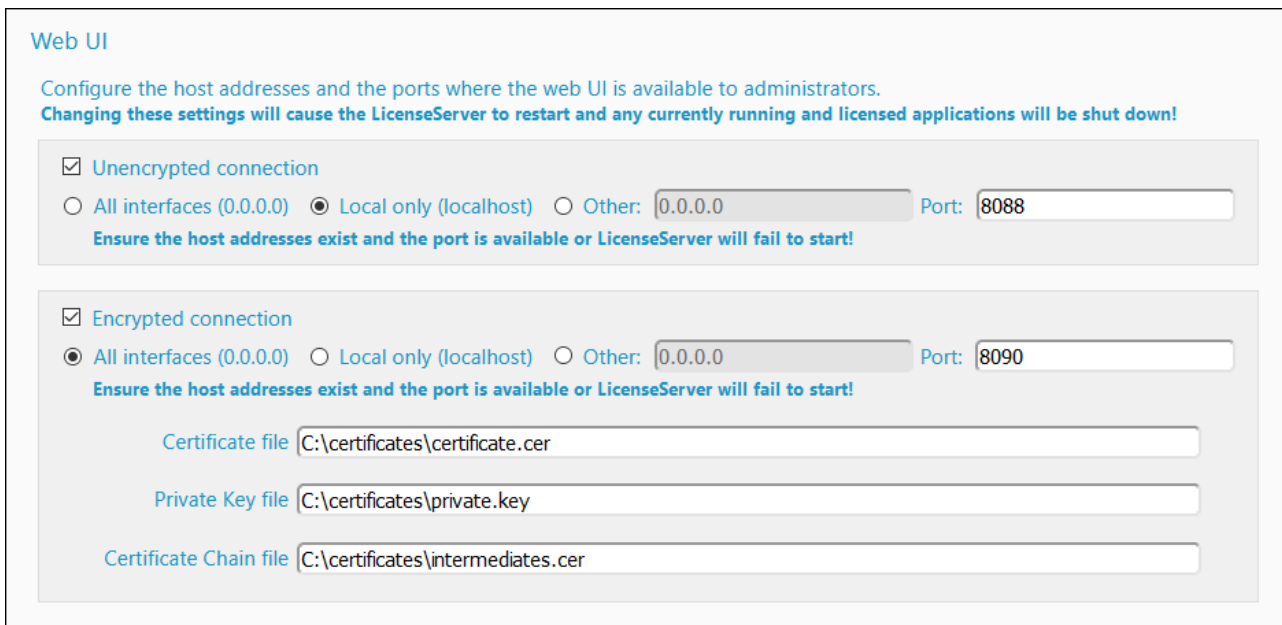 Web UI
Configure the host addresses and the ports where the web UI is available to administrators.
Changing these settings will cause the LicenseServer to restart and any currently running and licensed applications will be shut down!
Unencrypted connection
All interfaces (0.0.0.0) Local only (localhost) Other: 0.0.0.0 Port: 8088
Ensure the host addresses exist and the port is available or LicenseServer will fail to start!
Encrypted connection
All interfaces (0.0.0.0) Local only (localhost) Other: 0.0.0.0 Port: 8090
Ensure the host addresses exist and the port is available or LicenseServer will fail to start!
Certificate file C:\certificates\certificate.cer
Private Key file C:\certificates\private.key
Certificate Chain file C:\certificates\intermediates.cer